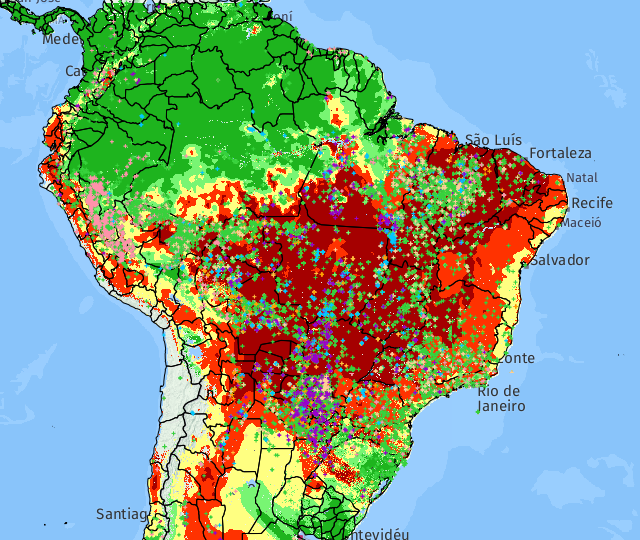 Mede
Ca
São Luís
Fortaleza
Natal
Recife
Maceió
Salvador
onte
Rio de
Janeiro
Santiag
ntevidéu